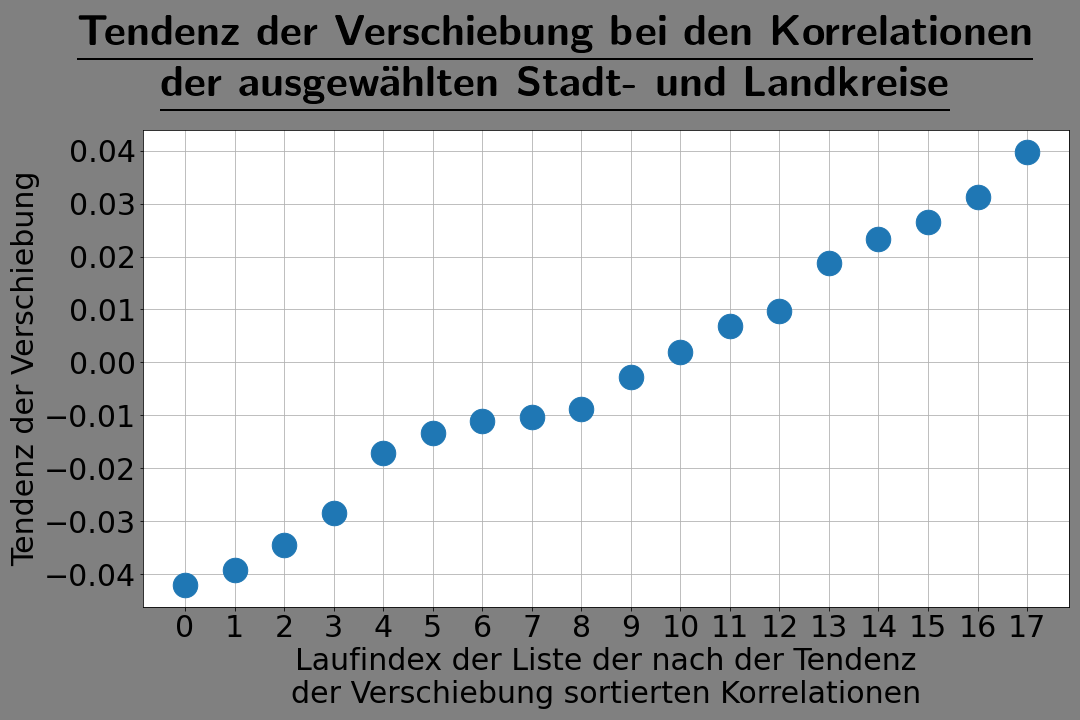 Tendenz der Verschiebung bei den Korrelationen
der ausgewählten Stadt- und Landkreise
Tendenz der Verschiebung
0.04
0.03
0.02
0.01
0.00
−0.01
−0.02
−0.03
−0.04
0 1 2 3 4 5 6 7 8 9 10 11 12 13 14 15 16 17
Laufindex der Liste der nach der Tendenz
der Verschiebung sortierten Korrelationen